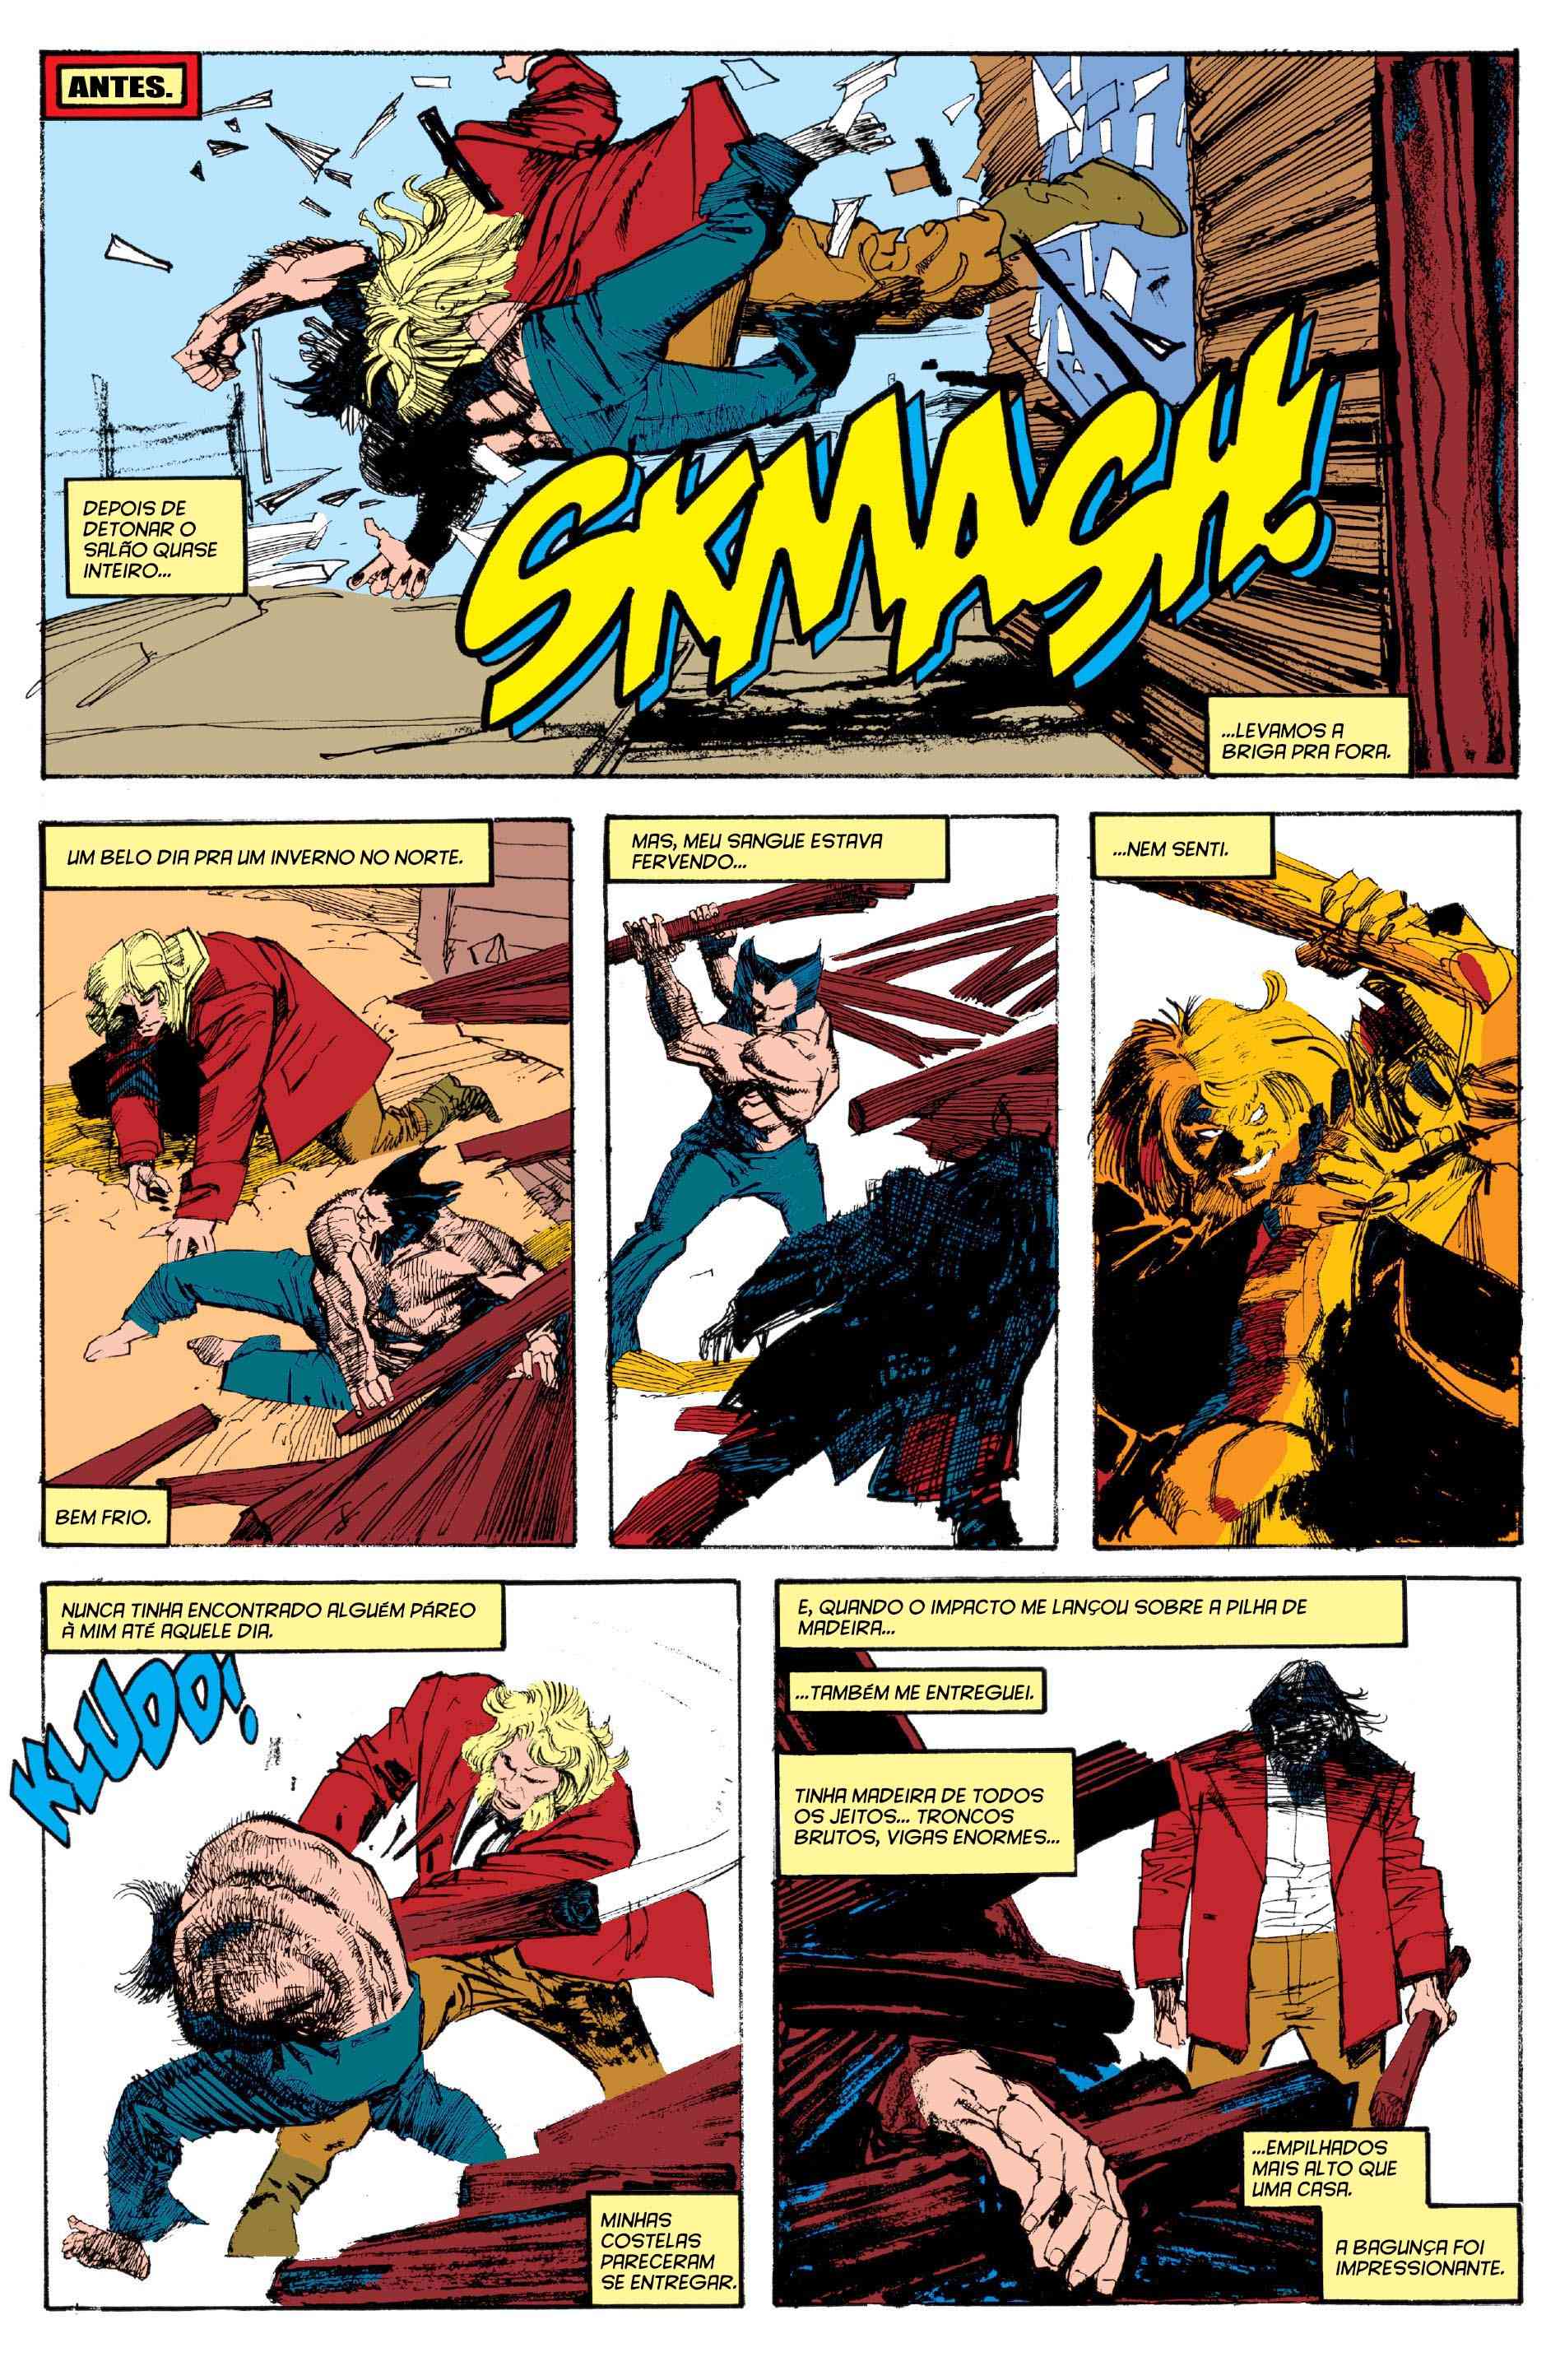 ANTES.
DEPOIS DE
DETONAR O
SALÃO QUASE
INTEIRO...
SKMASH!
...LEVAMOS A
BRIGA PRA FORA.
UM BELO DIA PRA UM INVERNO NO NORTE.
BEM FRIO.
MAS, MEU SANGUE ESTAVA
FERVENDO...
...NEM SENTI.
NUNCA TINHA ENCONTRADO ALGUÉM PÁREO
À MIM ATÉ AQUELE DIA.
KLUDD!
MINHAS
COSTELAS
PARECERAM
SE ENTREGAR.
E, QUANDO O IMPACTO ME LANÇOU SOBRE A PILHA DE
MADEIRA...
...TAMBÉM ME ENTREGUEI.
TINHA MADEIRA DE TODOS
OS JEITOS... TRONCOS
BRUTOS, VIGAS ENORMES...
...EMPILHADOS
MAIS ALTO QUE
UMA CASA.
A BAGUNÇA FOI
IMPRESSIONANTE.